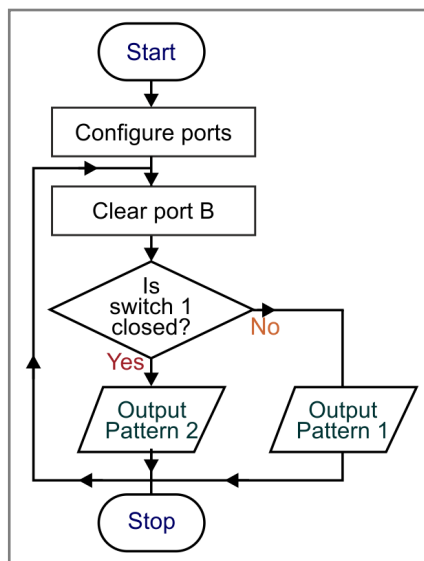 Start
Configure ports
Clear port B
Is
switch 1
closed?
No
Yes
Output
Pattern 2
Output
Pattern 1
Stop